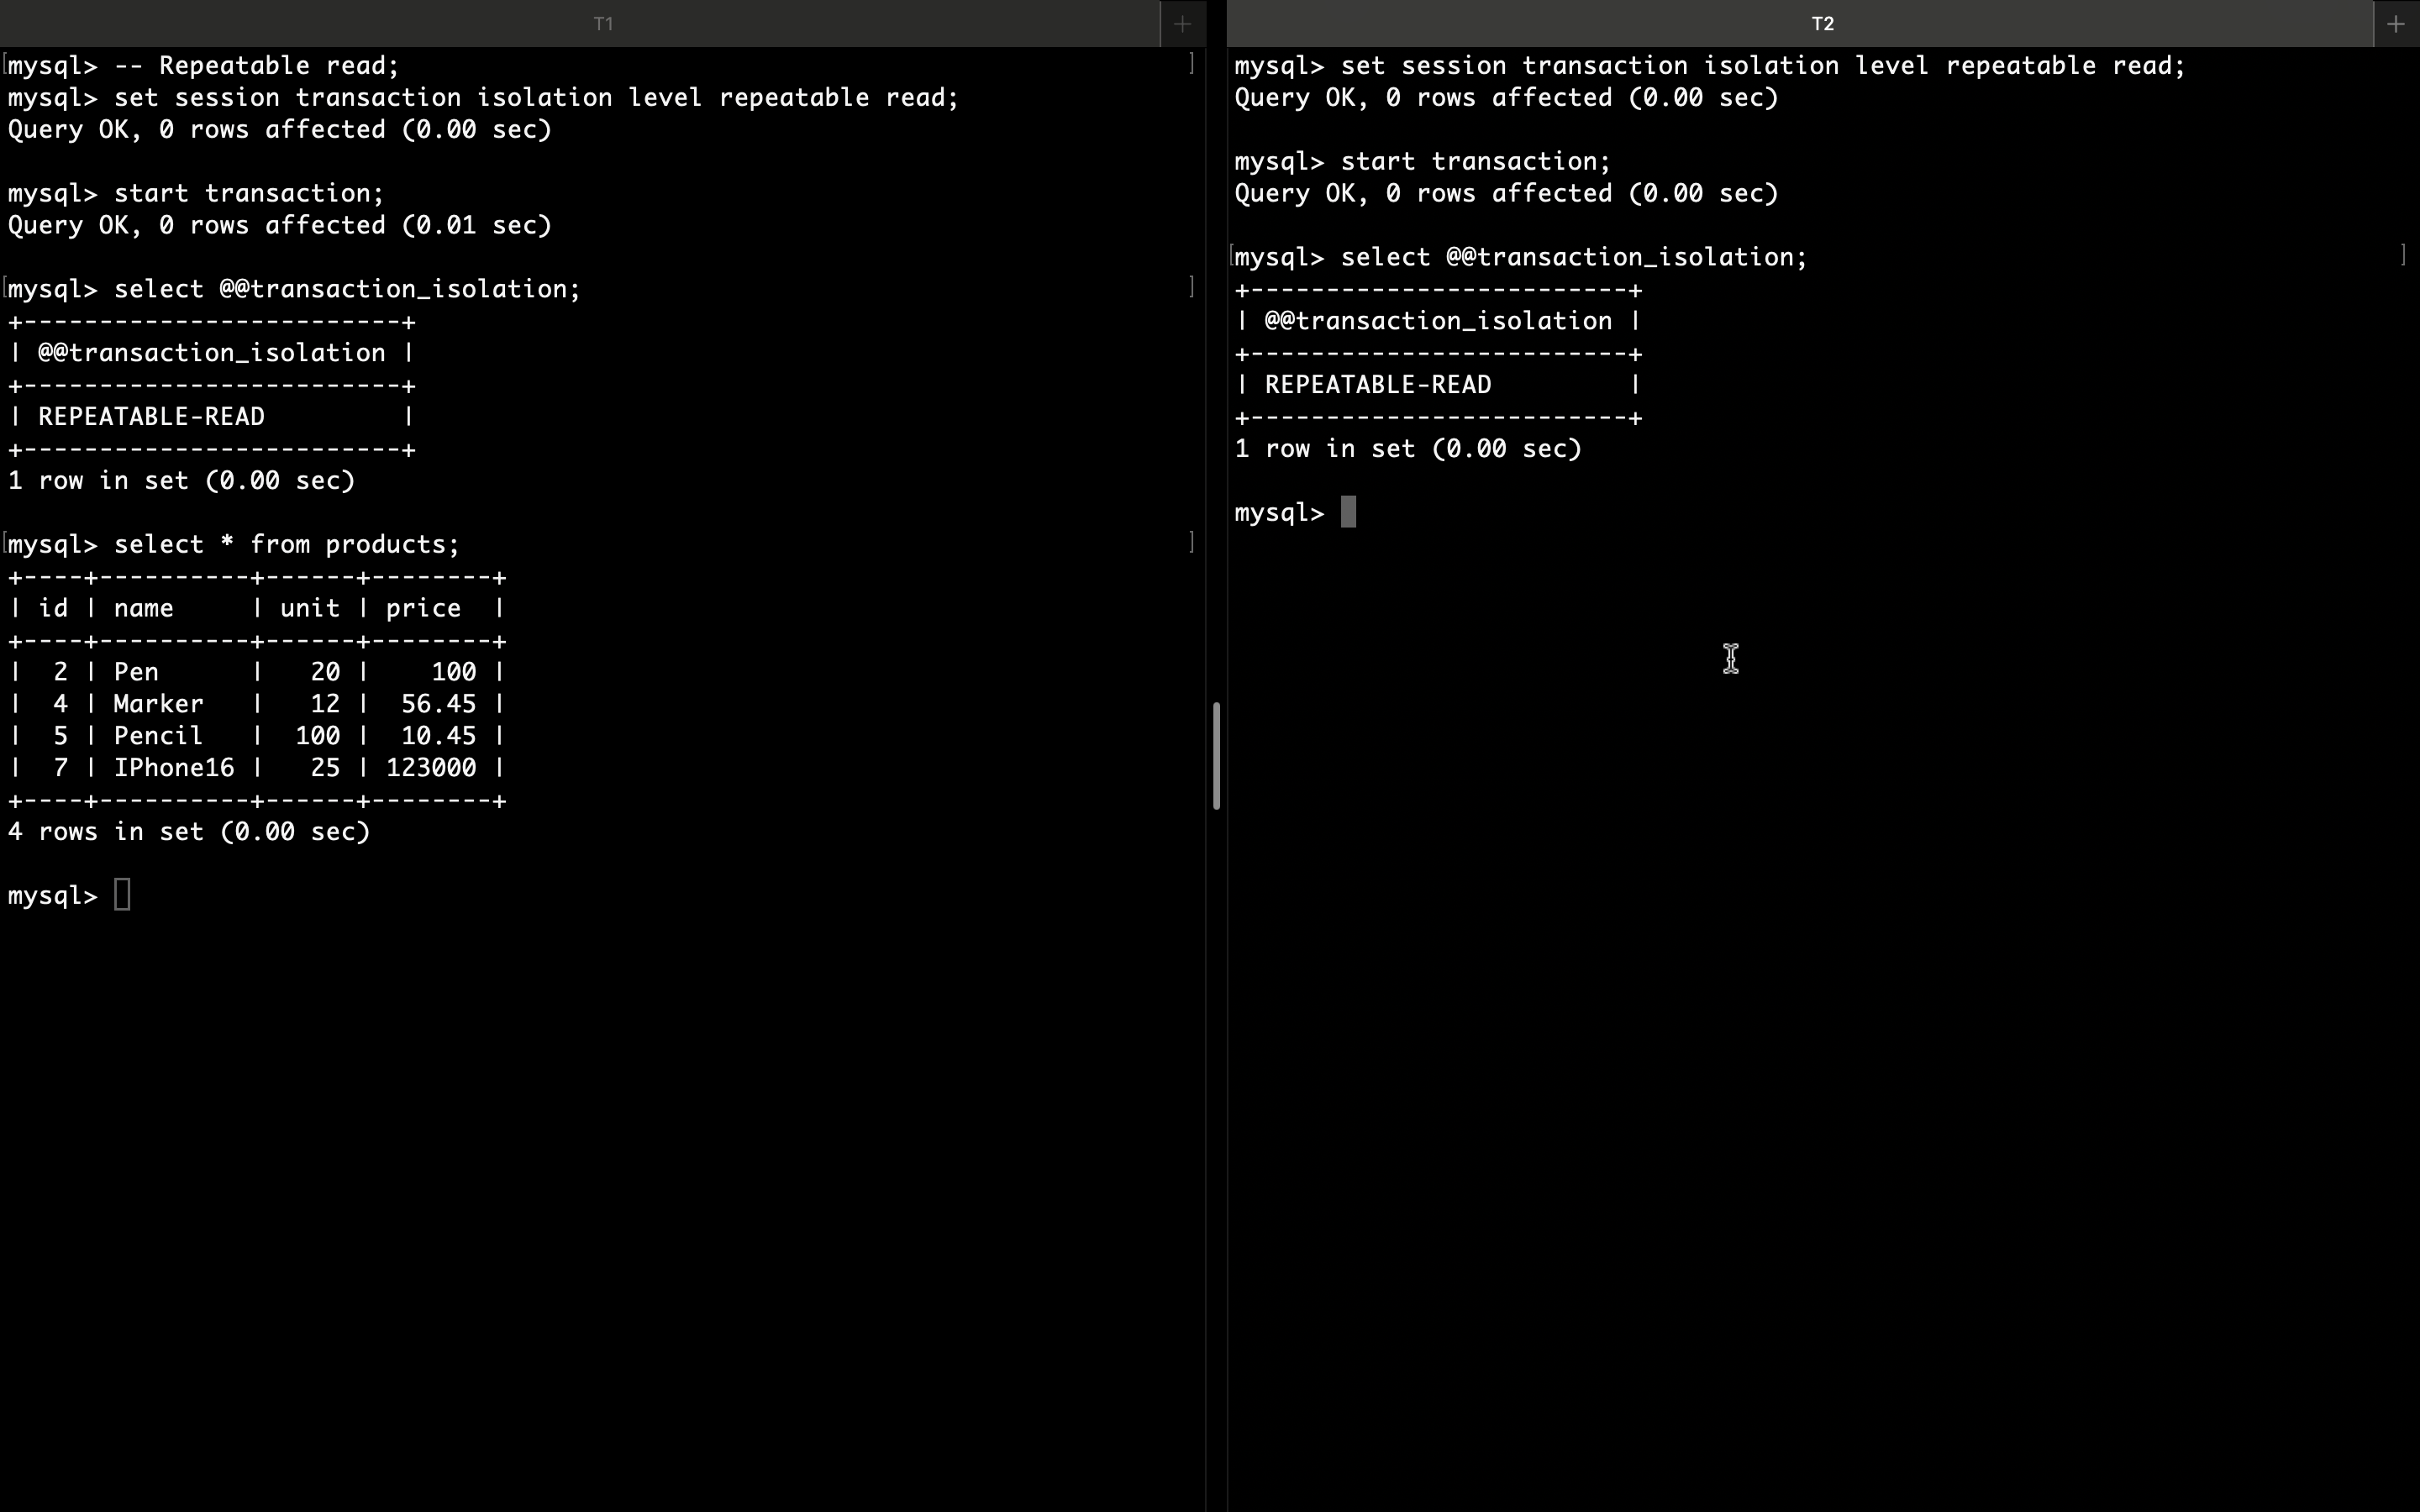 T1
mysql> -- Repeatable read;
mysql> set session transaction isolation level repeatable read;
Query OK, 0 rows affected (0.00 sec)
mysql> start transaction;
Query OK, 0 rows affected (0.01 sec)
mysql> select @@transaction_isolation;
+-------------------------+
| @@transaction_isolation |
+-------------------------+
| REPEATABLE-READ         |
+-------------------------+
1 row in set (0.00 sec)
mysql> select * from products;
+----+----------+------+--------+
| id | name     | unit | price  |
+----+----------+------+--------+
|  2 | Pen      |   20 |    100 |
|  4 | Marker   |   12 |  56.45 |
|  5 | Pencil   |  100 |  10.45 |
|  7 | IPhone16 |   25 | 123000 |
+----+----------+------+--------+
4 rows in set (0.00 sec)
mysql>
T2
mysql> set session transaction isolation level repeatable read;
Query OK, 0 rows affected (0.00 sec)
mysql> start transaction;
Query OK, 0 rows affected (0.00 sec)
mysql> select @@transaction_isolation;
+-------------------------+
| @@transaction_isolation |
+-------------------------+
| REPEATABLE-READ         |
+-------------------------+
1 row in set (0.00 sec)
mysql>